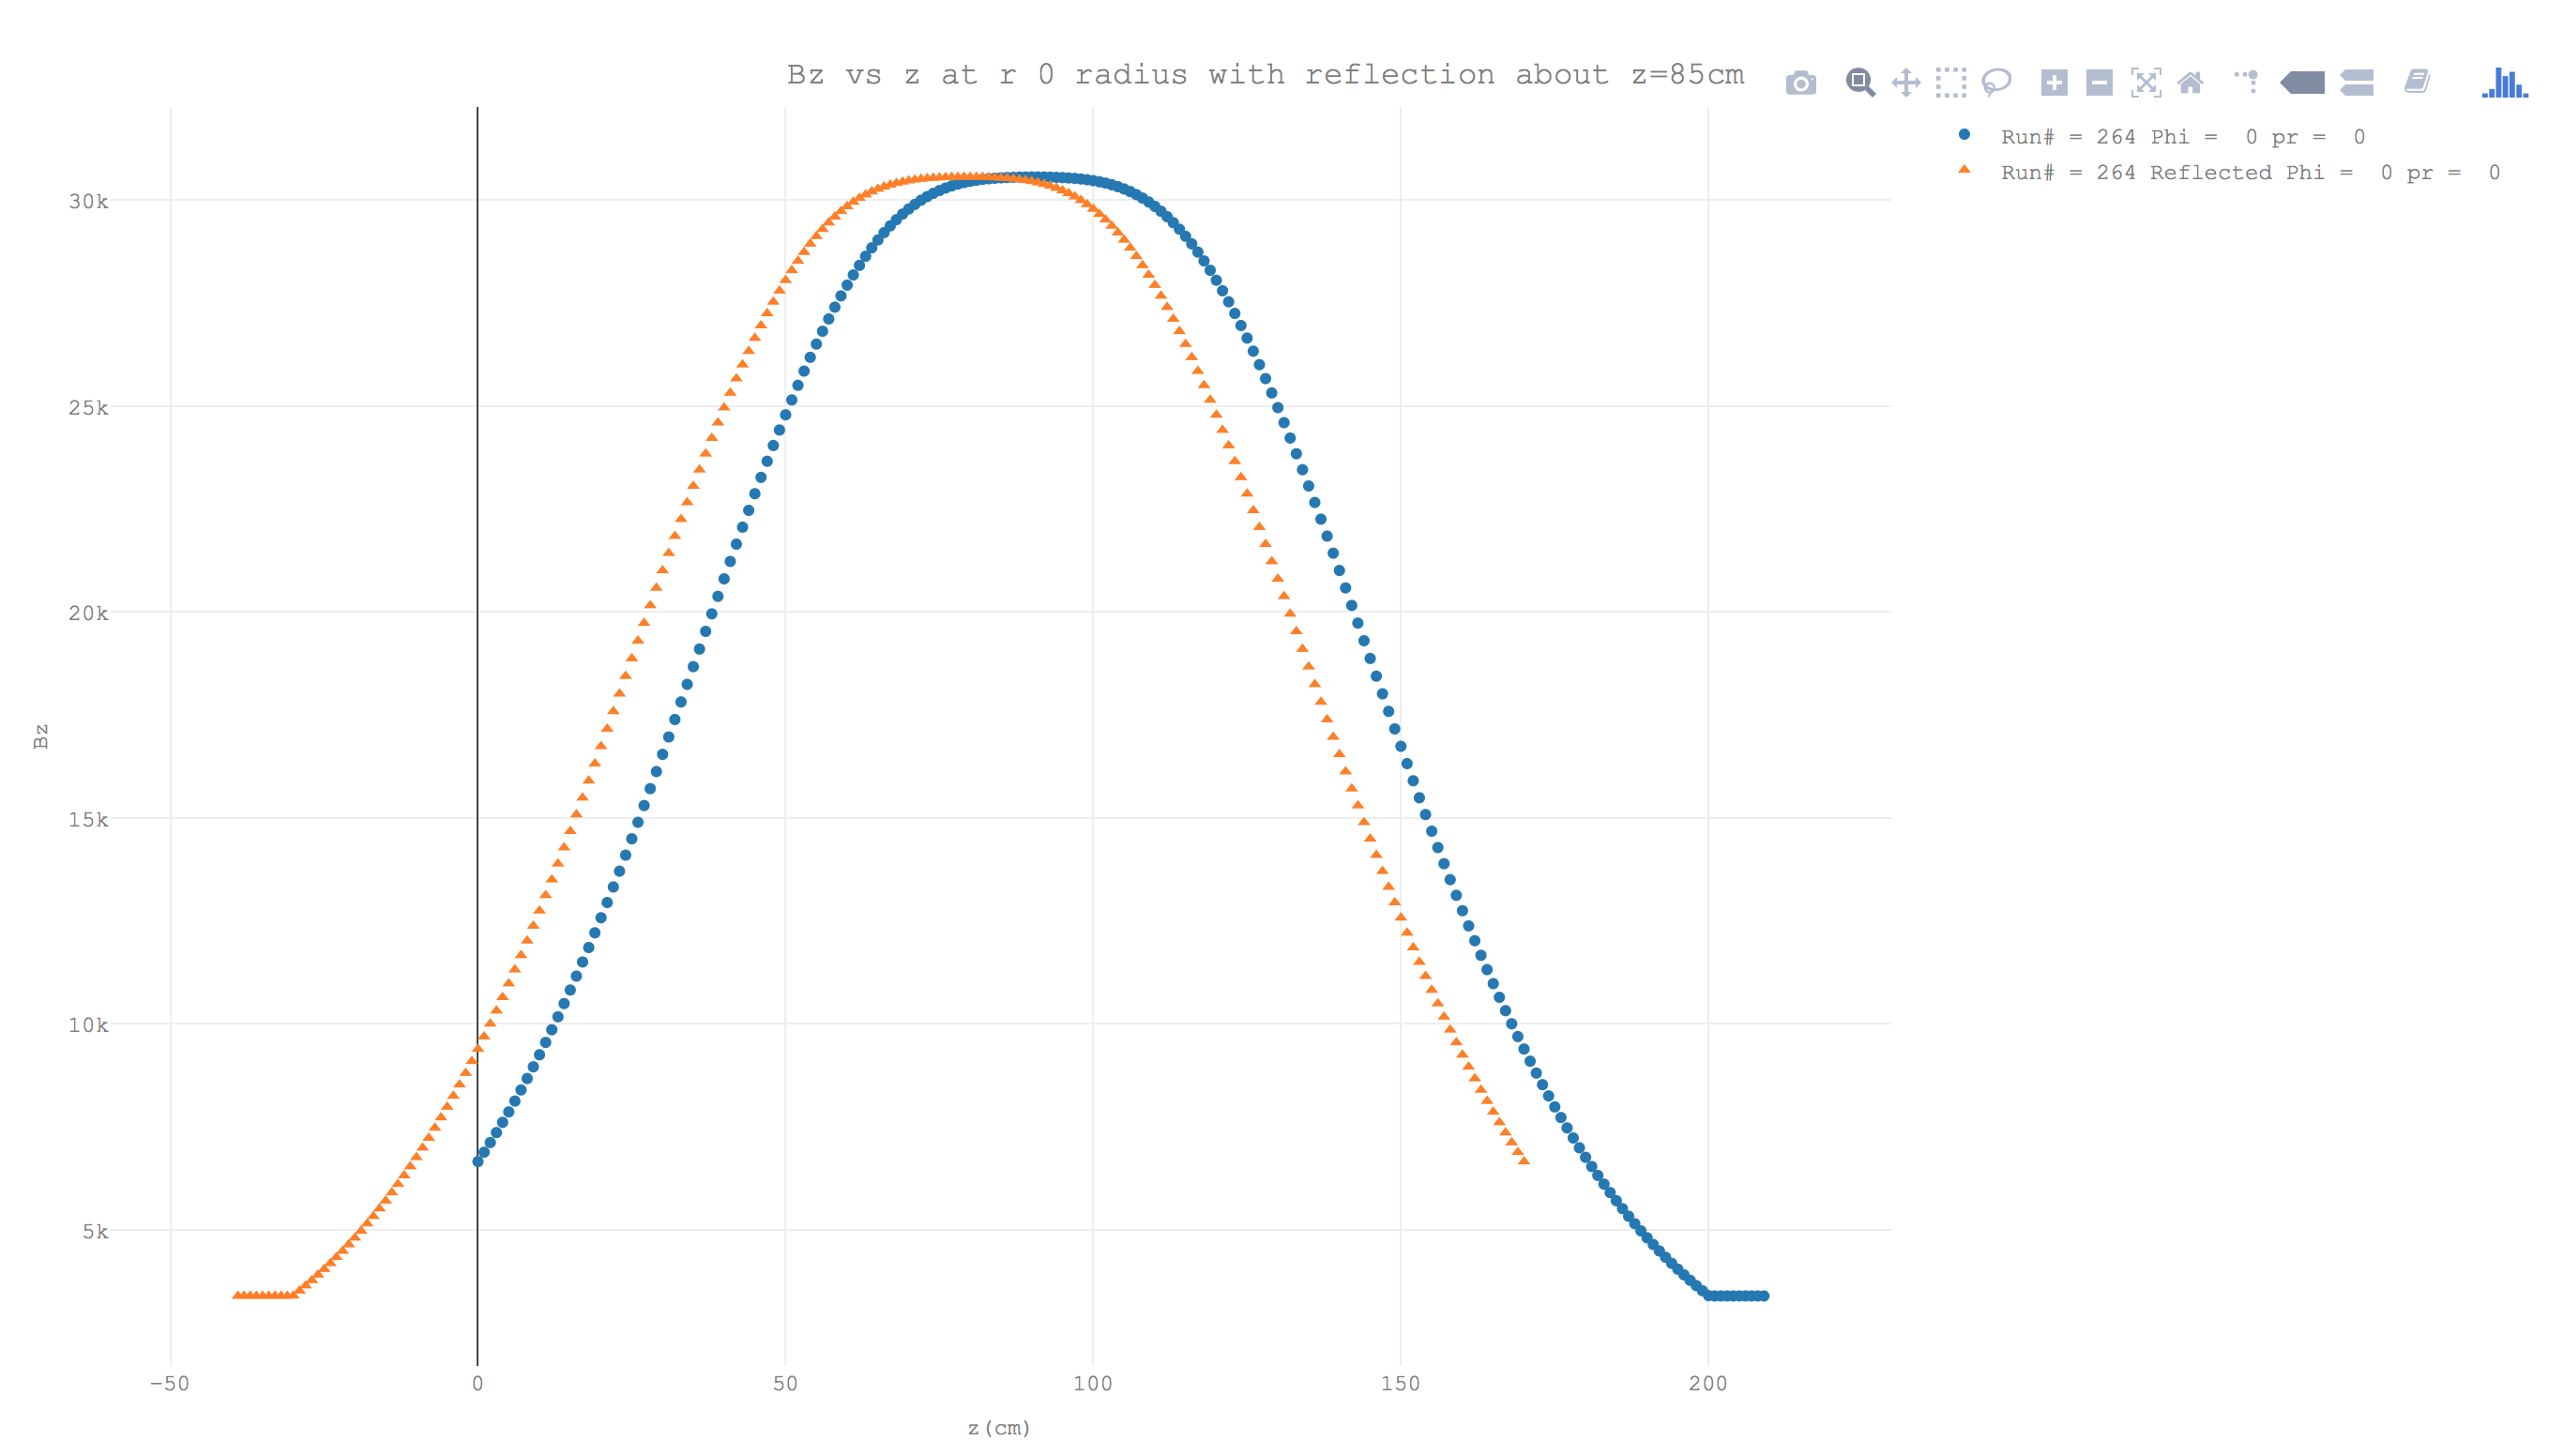 Bz vs z at r 0 radius with reflection about z=85cm
Run# = 264 Phi =  0 pr =  0
Run# = 264 Reflected Phi =  0 pr =  0
30k
25k
20k
15k
10k
5k
Bz
−50 0 50 100 150 200
z(cm)